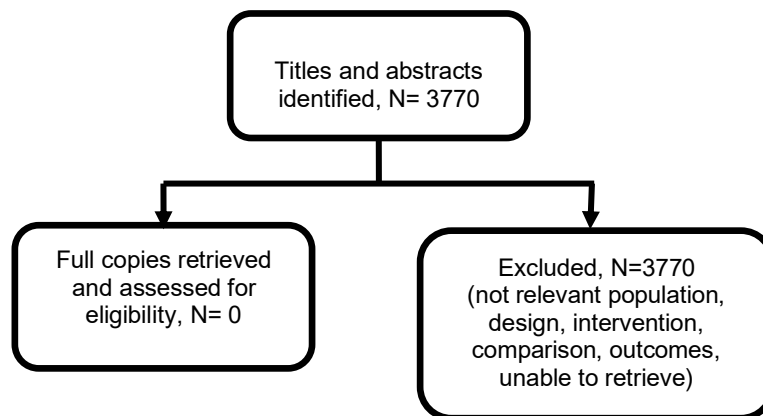 Titles and abstracts
identified, N= 3770
Full copies retrieved
and assessed for
eligibility, N= 0
Excluded, N=3770
(not relevant population,
design, intervention,
comparison, outcomes,
unable to retrieve)